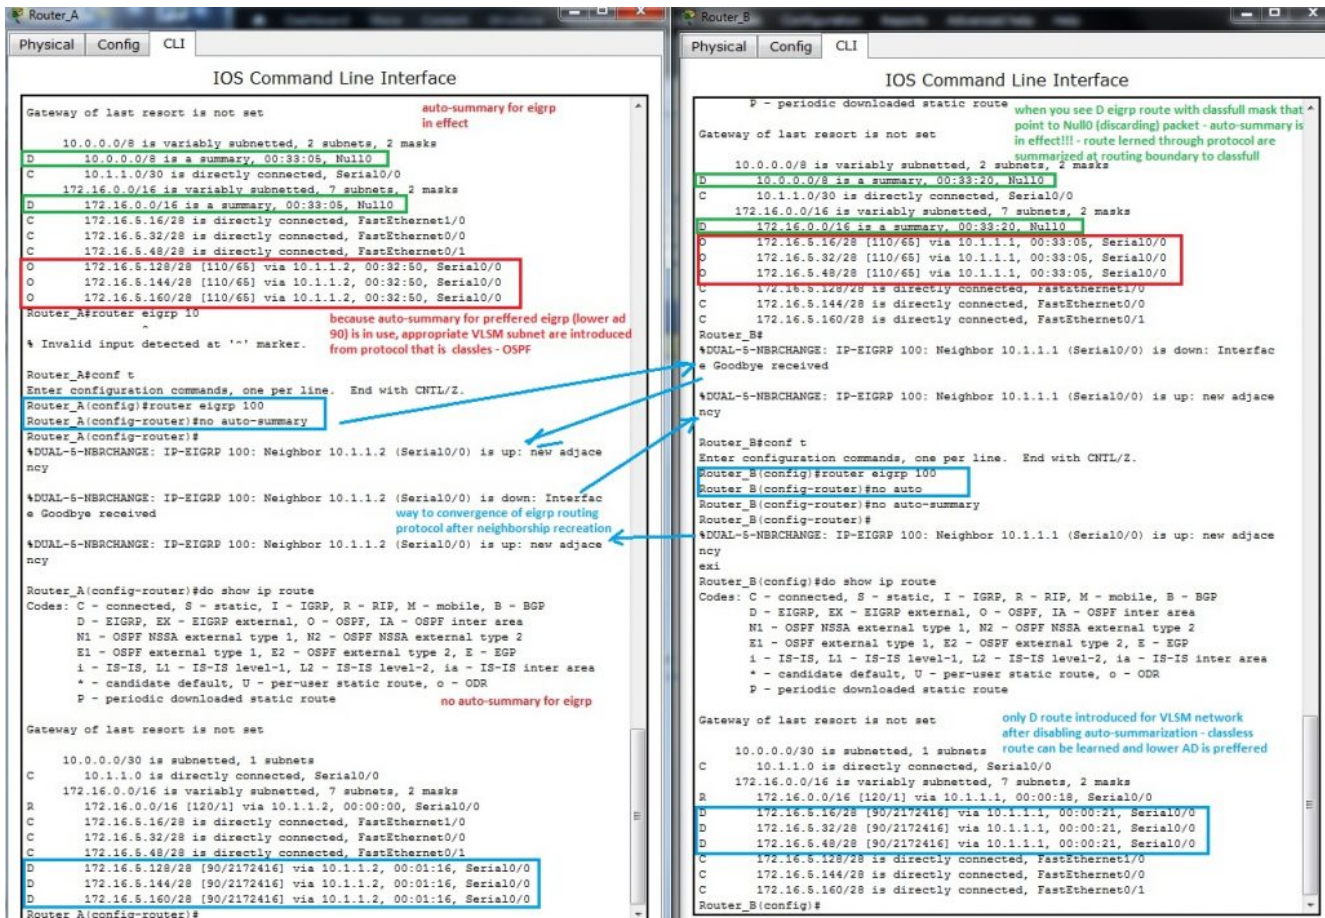 Router_A
Physical Config CLI
IOS Command Line Interface
Gateway of last resort is not set
auto-summary for eigrp
in effect
10.0.0.0/8 is variably subnetted, 2 subnets, 2 masks
D 10.0.0.0/8 is a summary, 00:33:05, Null0
C 10.1.1.0/30 is directly connected, Serial0/0
172.16.0.0/16 is variably subnetted, 7 subnets, 2 masks
D 172.16.0.0/16 is a summary, 00:33:05, Null0
C 172.16.5.16/28 is directly connected, FastEthernet1/0
C 172.16.5.32/28 is directly connected, FastEthernet0/0
C 172.16.5.48/28 is directly connected, FastEthernet0/1
O 172.16.5.128/28 [110/65] via 10.1.1.2, 00:32:50, Serial0/0
O 172.16.5.144/28 [110/65] via 10.1.1.2, 00:32:50, Serial0/0
O 172.16.5.160/28 [110/65] via 10.1.1.2, 00:32:50, Serial0/0
Router_A#router eigrp 10
^
% Invalid input detected at '^' marker.
because auto-summary for preffered eigrp (lower ad
90) is in use, appropriate VLSM subnet are introduced
from protocol that is classles - OSPF
Router_A#conf t
Enter configuration commands, one per line. End with CNTL/Z.
Router_A(config)#router eigrp 100
Router_A(config-router)#no auto-summary
Router_A(config-router)#
%DUAL-5-NBRCHANGE: IP-EIGRP 100: Neighbor 10.1.1.2 (Serial0/0) is up: new adjace
ncy
%DUAL-5-NBRCHANGE: IP-EIGRP 100: Neighbor 10.1.1.2 (Serial0/0) is down: Interfac
e Goodbye received
way to convergence of eigrp routing
protocol after neighborship recreation
%DUAL-5-NBRCHANGE: IP-EIGRP 100: Neighbor 10.1.1.2 (Serial0/0) is up: new adjace
ncy
Router_A(config-router)#do show ip route
Codes: C - connected, S - static, I - IGRP, R - RIP, M - mobile, B - BGP
D - EIGRP, EX - EIGRP external, O - OSPF, IA - OSPF inter area
N1 - OSPF NSSA external type 1, N2 - OSPF NSSA external type 2
E1 - OSPF external type 1, E2 - OSPF external type 2, E - EGP
i - IS-IS, L1 - IS-IS level-1, L2 - IS-IS level-2, ia - IS-IS inter area
* - candidate default, U - per-user static route, o - ODR
P - periodic downloaded static route
no auto-summary for eigrp
Gateway of last resort is not set
10.0.0.0/30 is subnetted, 1 subnets
C 10.1.1.0 is directly connected, Serial0/0
172.16.0.0/16 is variably subnetted, 7 subnets, 2 masks
R 172.16.0.0/16 [120/1] via 10.1.1.2, 00:00:00, Serial0/0
C 172.16.5.16/28 is directly connected, FastEthernet1/0
C 172.16.5.32/28 is directly connected, FastEthernet0/0
C 172.16.5.48/28 is directly connected, FastEthernet0/1
D 172.16.5.128/28 [90/2172416] via 10.1.1.2, 00:01:16, Serial0/0
D 172.16.5.144/28 [90/2172416] via 10.1.1.2, 00:01:16, Serial0/0
D 172.16.5.160/28 [90/2172416] via 10.1.1.2, 00:01:16, Serial0/0
Router_A(config-router)#
Router_B
Physical Config CLI
IOS Command Line Interface
P - periodic downloaded static route
when you see D eigrp route with classfull mask that
point to Null0 (discarding) packet - auto-summary is
in effect!!! - route lerned through protocol are
summarized at routing boundary to classfull
Gateway of last resort is not set
10.0.0.0/8 is variably subnetted, 2 subnets, 2 masks
D 10.0.0.0/8 is a summary, 00:33:20, Null0
C 10.1.1.0/30 is directly connected, Serial0/0
172.16.0.0/16 is variably subnetted, 7 subnets, 2 masks
D 172.16.0.0/16 is a summary, 00:33:20, Null0
O 172.16.5.16/28 [110/65] via 10.1.1.1, 00:33:05, Serial0/0
O 172.16.5.32/28 [110/65] via 10.1.1.1, 00:33:05, Serial0/0
O 172.16.5.48/28 [110/65] via 10.1.1.1, 00:33:05, Serial0/0
C 172.16.5.128/28 is directly connected, FastEthernet1/0
C 172.16.5.144/28 is directly connected, FastEthernet0/0
C 172.16.5.160/28 is directly connected, FastEthernet0/1
Router_B#
%DUAL-5-NBRCHANGE: IP-EIGRP 100: Neighbor 10.1.1.1 (Serial0/0) is down: Interfac
e Goodbye received
%DUAL-5-NBRCHANGE: IP-EIGRP 100: Neighbor 10.1.1.1 (Serial0/0) is up: new adjace
ncy
Router_B#conf t
Enter configuration commands, one per line. End with CNTL/Z.
Router_B(config)#router eigrp 100
Router_B(config-router)#no auto
Router_B(config-router)#no auto-summary
Router_B(config-router)#
%DUAL-5-NBRCHANGE: IP-EIGRP 100: Neighbor 10.1.1.1 (Serial0/0) is up: new adjace
ncy
exi
Router_B(config)#do show ip route
Codes: C - connected, S - static, I - IGRP, R - RIP, M - mobile, B - BGP
D - EIGRP, EX - EIGRP external, O - OSPF, IA - OSPF inter area
N1 - OSPF NSSA external type 1, N2 - OSPF NSSA external type 2
E1 - OSPF external type 1, E2 - OSPF external type 2, E - EGP
i - IS-IS, L1 - IS-IS level-1, L2 - IS-IS level-2, ia - IS-IS inter area
* - candidate default, U - per-user static route, o - ODR
P - periodic downloaded static route
Gateway of last resort is not set
only D route introduced for VLSM network
after disabling auto-summarization - classless
route can be learned and lower AD is preffered
10.0.0.0/30 is subnetted, 1 subnets
C 10.1.1.0 is directly connected, Serial0/0
172.16.0.0/16 is variably subnetted, 7 subnets, 2 masks
R 172.16.0.0/16 [120/1] via 10.1.1.1, 00:00:18, Serial0/0
D 172.16.5.16/28 [90/2172416] via 10.1.1.1, 00:00:21, Serial0/0
D 172.16.5.32/28 [90/2172416] via 10.1.1.1, 00:00:21, Serial0/0
D 172.16.5.48/28 [90/2172416] via 10.1.1.1, 00:00:21, Serial0/0
C 172.16.5.128/28 is directly connected, FastEthernet1/0
C 172.16.5.144/28 is directly connected, FastEthernet0/0
C 172.16.5.160/28 is directly connected, FastEthernet0/1
Router_B(config)#